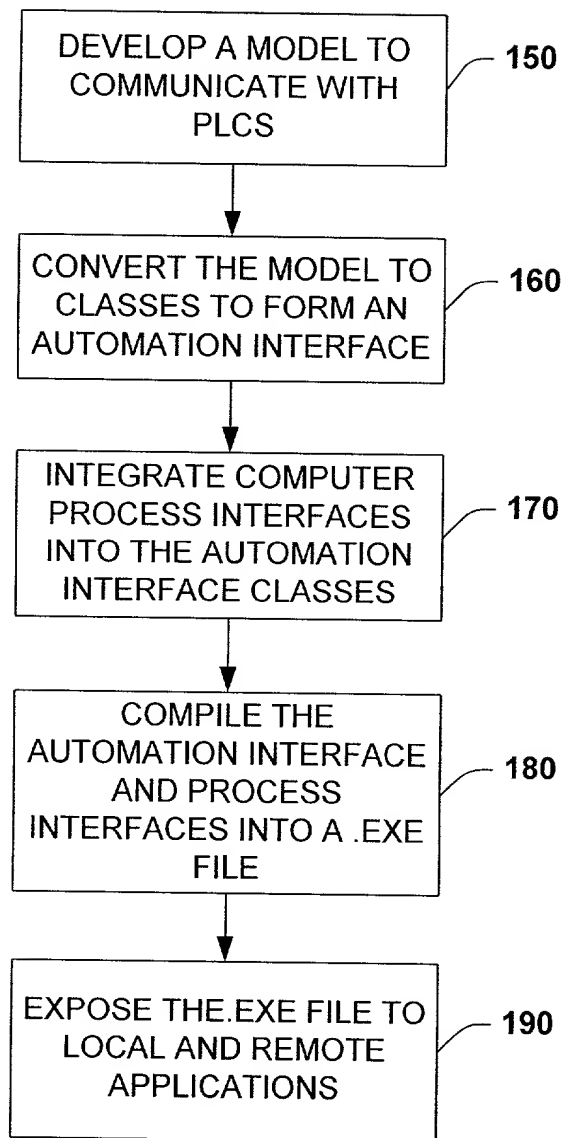 DEVELOP A MODEL TO
COMMUNICATE WITH
PLCS
150
CONVERT THE MODEL TO
CLASSES TO FORM AN
AUTOMATION INTERFACE
160
INTEGRATE COMPUTER
PROCESS INTERFACES
INTO THE AUTOMATION
INTERFACE CLASSES
170
COMPILE THE
AUTOMATION INTERFACE
AND PROCESS
INTERFACES INTO A .EXE
FILE
180
EXPOSE THE.EXE FILE TO
LOCAL AND REMOTE
APPLICATIONS
190